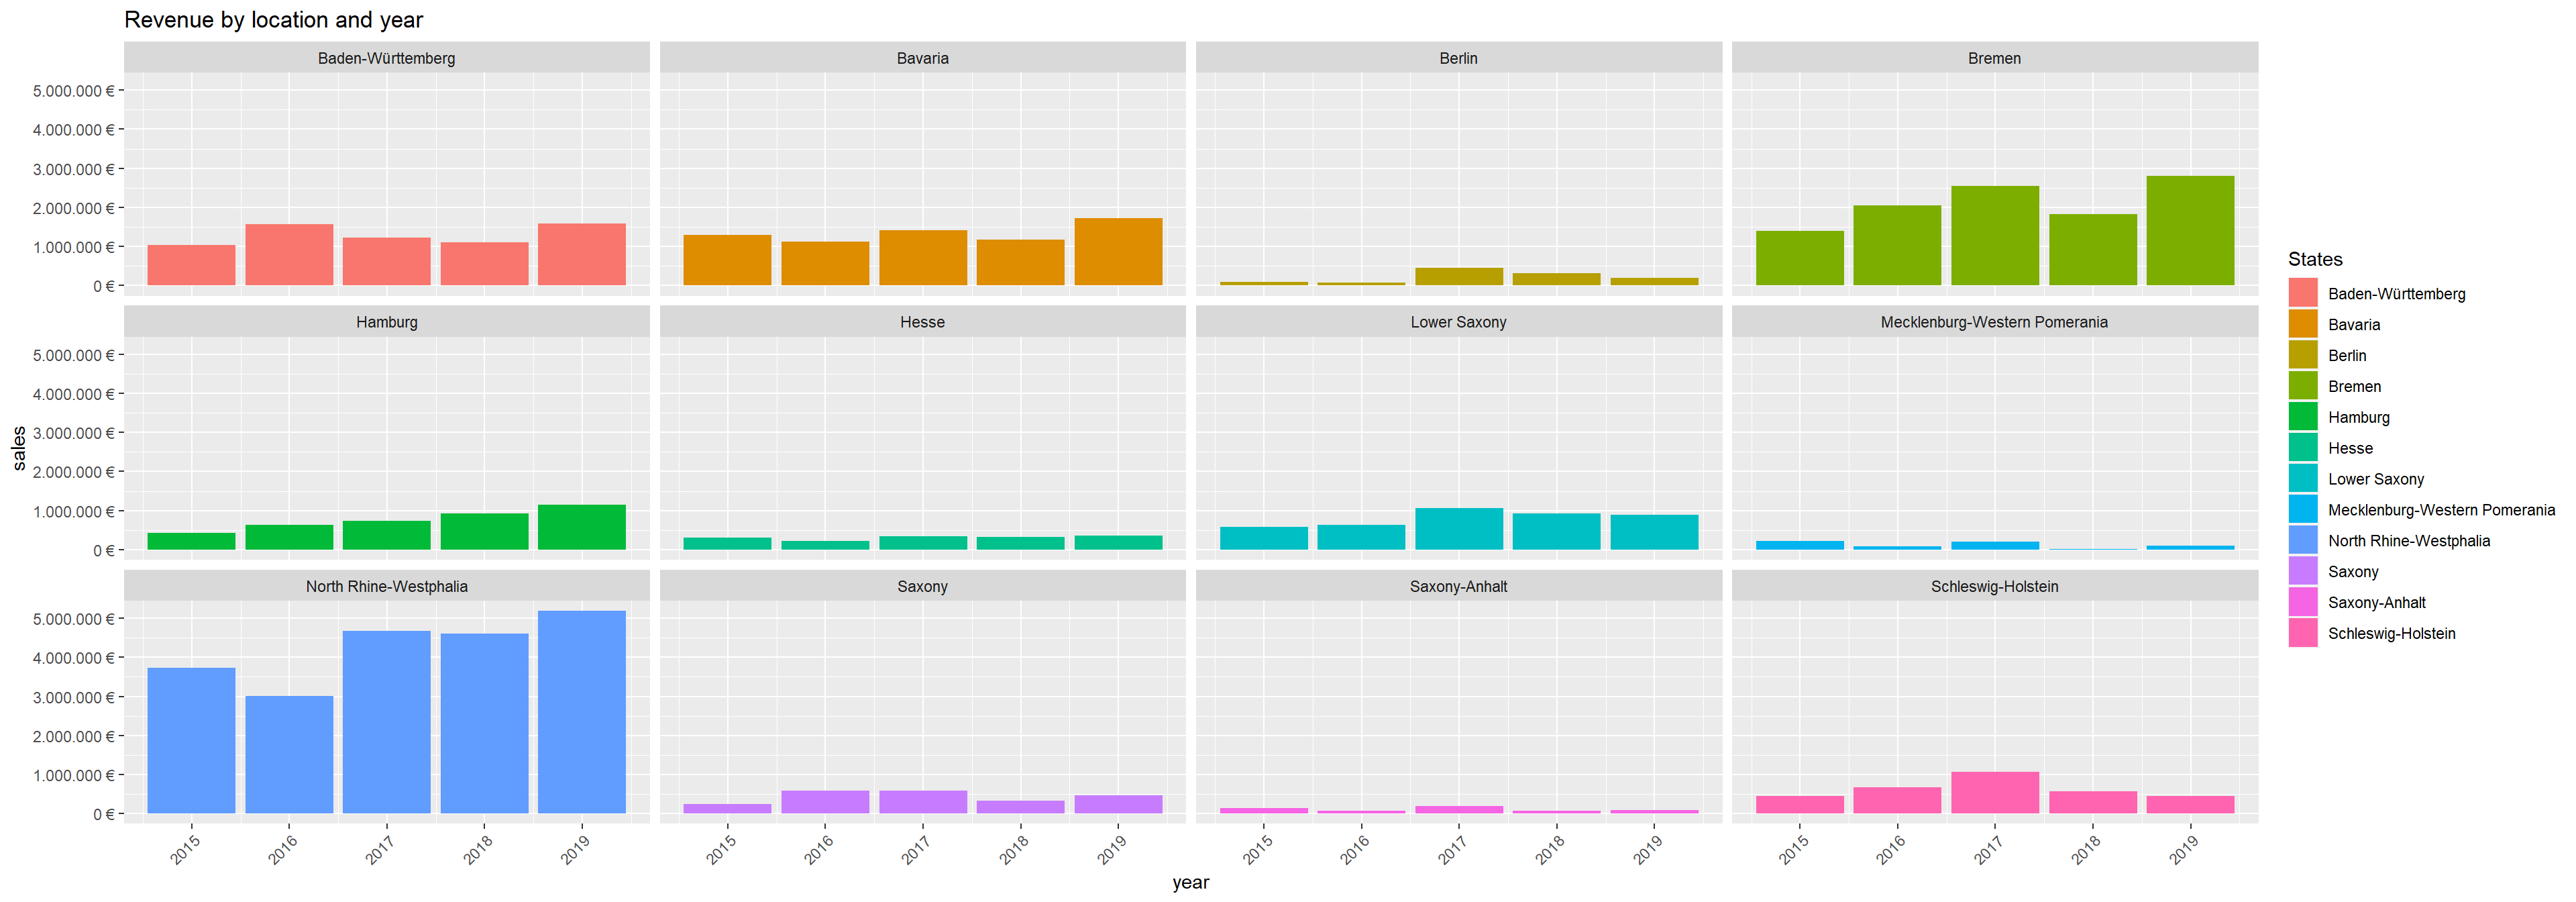 Revenue by location and year
Baden-Württemberg
Bavaria
Berlin
Bremen
5.000.000 €
4.000.000 €
3.000.000 €
2.000.000 €
1.000.000 €
0 €
Hamburg
Hesse
Lower Saxony
Mecklenburg-Western Pomerania
5.000.000 €
4.000.000 €
3.000.000 €
2.000.000 €
1.000.000 €
0 €
North Rhine-Westphalia
Saxony
Saxony-Anhalt
Schleswig-Holstein
5.000.000 €
4.000.000 €
3.000.000 €
2.000.000 €
1.000.000 €
0 €
sales
2015 2016 2017 2018 2019
2015 2016 2017 2018 2019
2015 2016 2017 2018 2019
2015 2016 2017 2018 2019
year
States
Baden-Württemberg
Bavaria
Berlin
Bremen
Hamburg
Hesse
Lower Saxony
Mecklenburg-Western Pomerania
North Rhine-Westphalia
Saxony
Saxony-Anhalt
Schleswig-Holstein